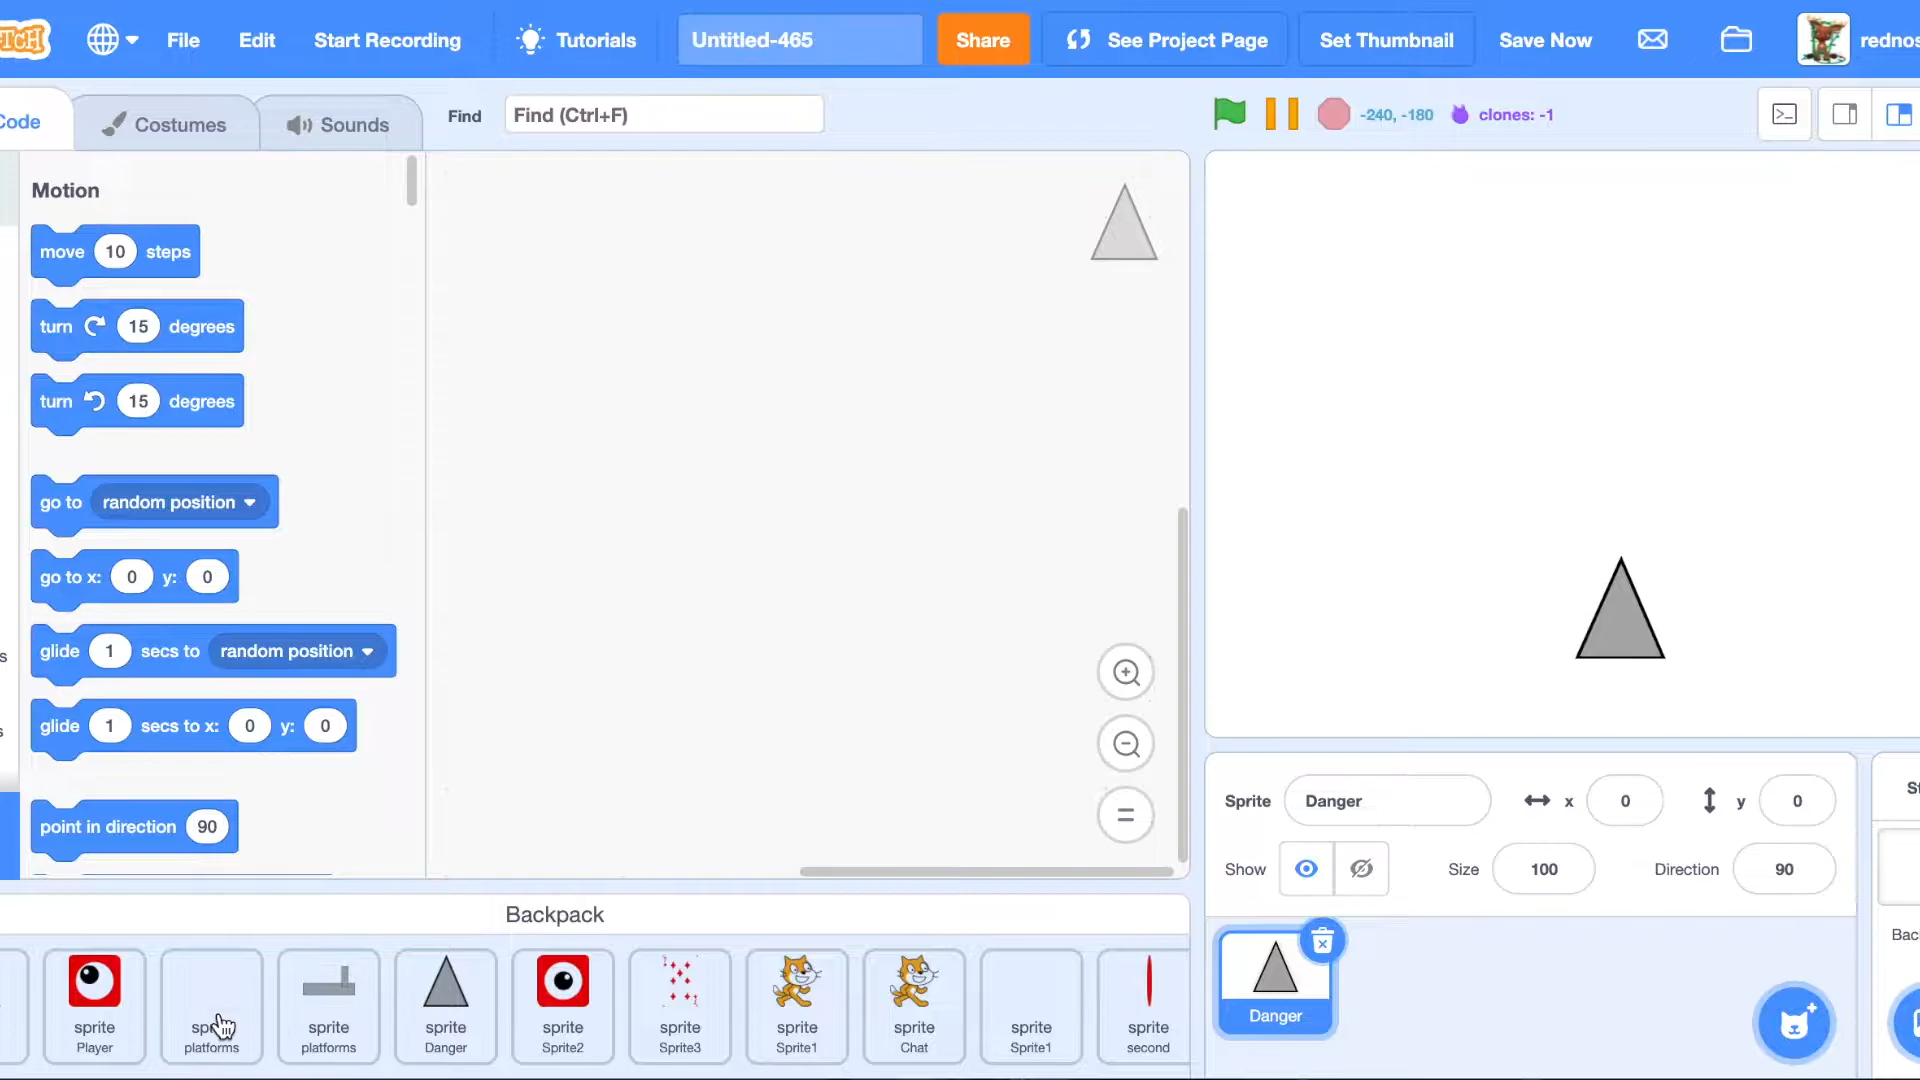 TCH File Edit Start Recording Tutorials Untitled-465 Share See Project Page Set Thumbnail Save Now rednos
Code Costumes Sounds Find Find (Ctrl+F) -240, -180 clones: -1
Motion
move 10 steps
turn 15 degrees
turn 15 degrees
go to random position
go to x: 0 y: 0
glide 1 secs to random position
glide 1 secs to x: 0 y: 0
point in direction 90
Sprite Danger x 0 y 0
Show Size 100 Direction 90
Danger
Backpack
sprite sprite sprite sprite sprite sprite sprite sprite sprite
Player platforms platforms Danger Sprite2 Sprite3 Sprite1 Chat Sprite1 second